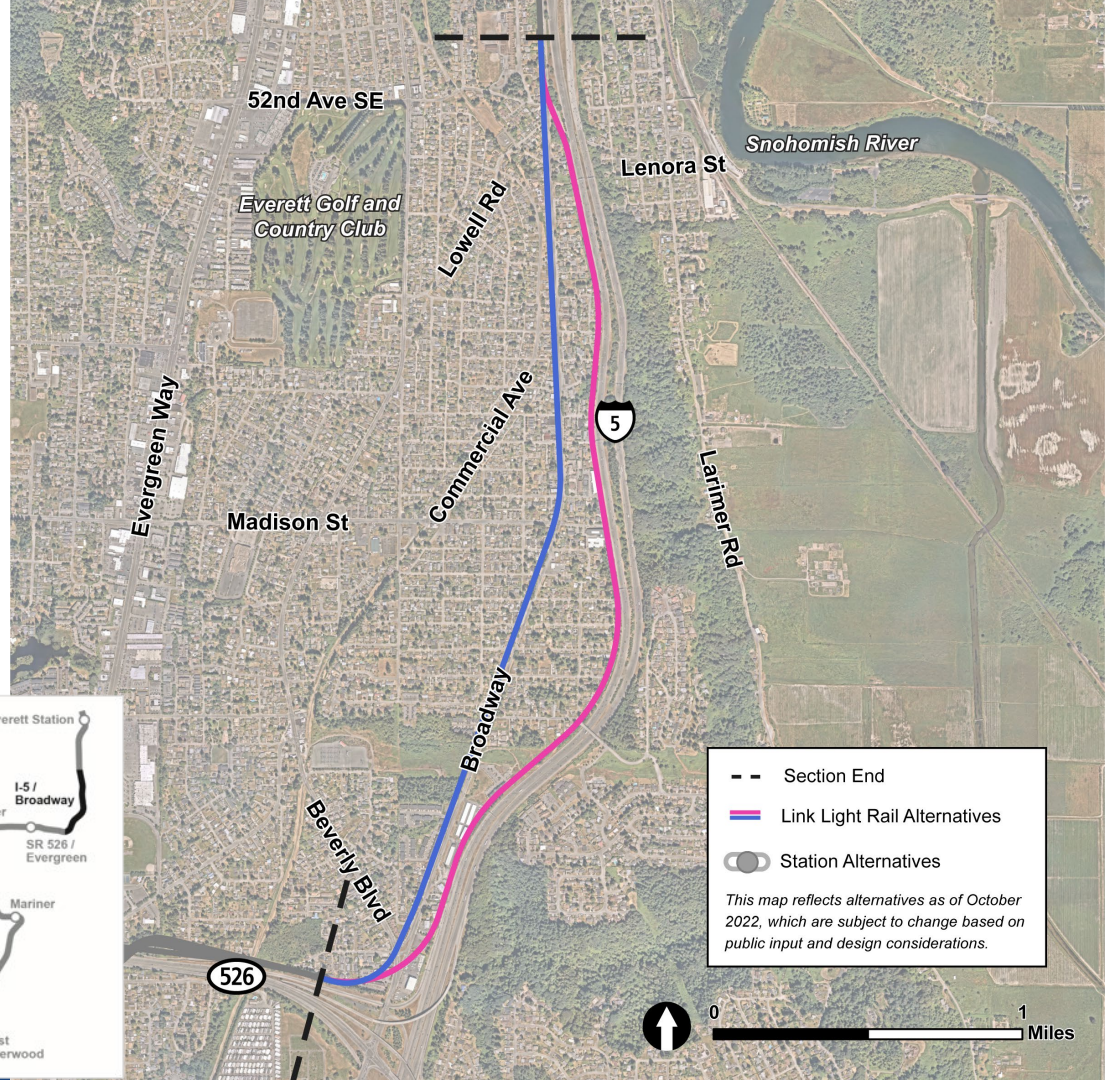 52nd Ave SE
Lenora St
Snohomish River
Everett Golf and
Country Club
Lowell Rd
Evergreen Way
Commercial Ave
5
Larimer Rd
Madison St
Broadway
Beverly Blvd
526
verett Station
I-5 /
Broadway
er
SR 526 /
Evergreen
Mariner
st
erwood
Section End
Link Light Rail Alternatives
Station Alternatives
This map reflects alternatives as of October
2022, which are subject to change based on
public input and design considerations.
0
1
Miles